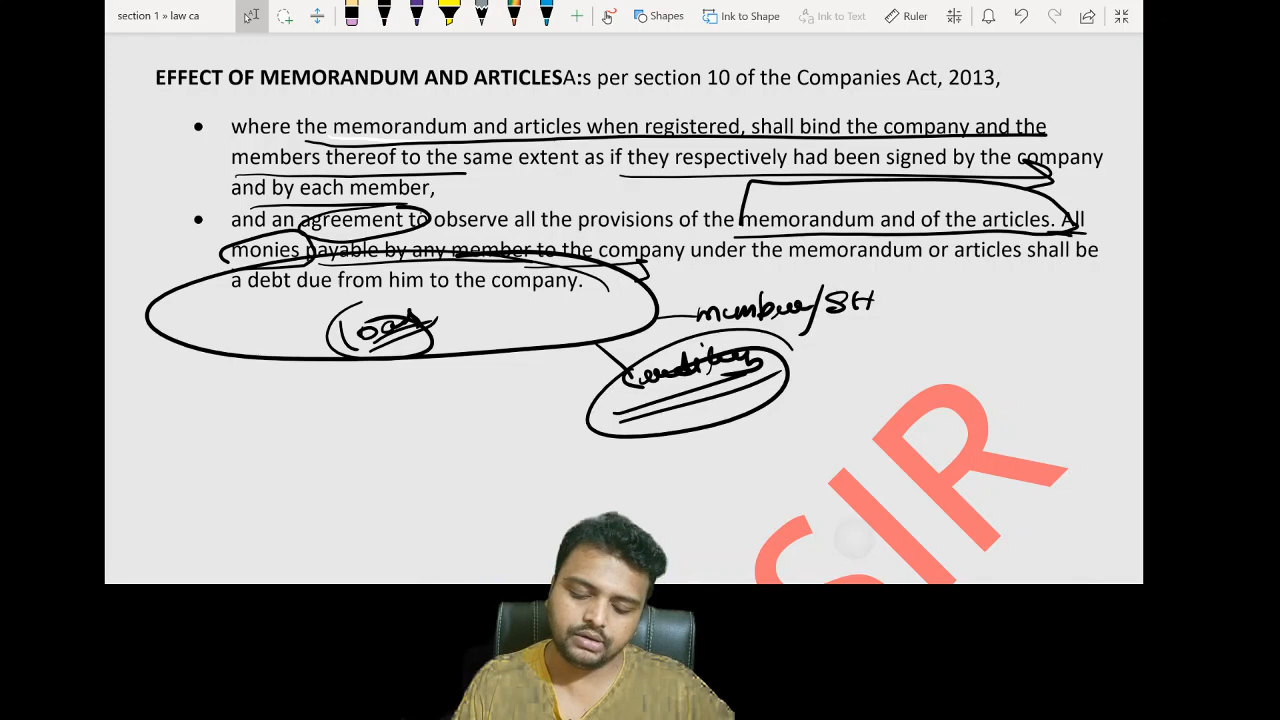 section 1 » law ca
Shapes
Ink to Shape
Ink to Text
Ruler
EFFECT OF MEMORANDUM AND ARTICLESA:s per section 10 of the Companies Act, 2013,
• where the memorandum and articles when registered, shall bind the company and the
members thereof to the same extent as if they respectively had been signed by the company
and by each member,
• and an agreement to observe all the provisions of the memorandum and of the articles. All
monies payable by any member to the company under the memorandum or articles shall be
a debt due from him to the company.
member/SH
SIR